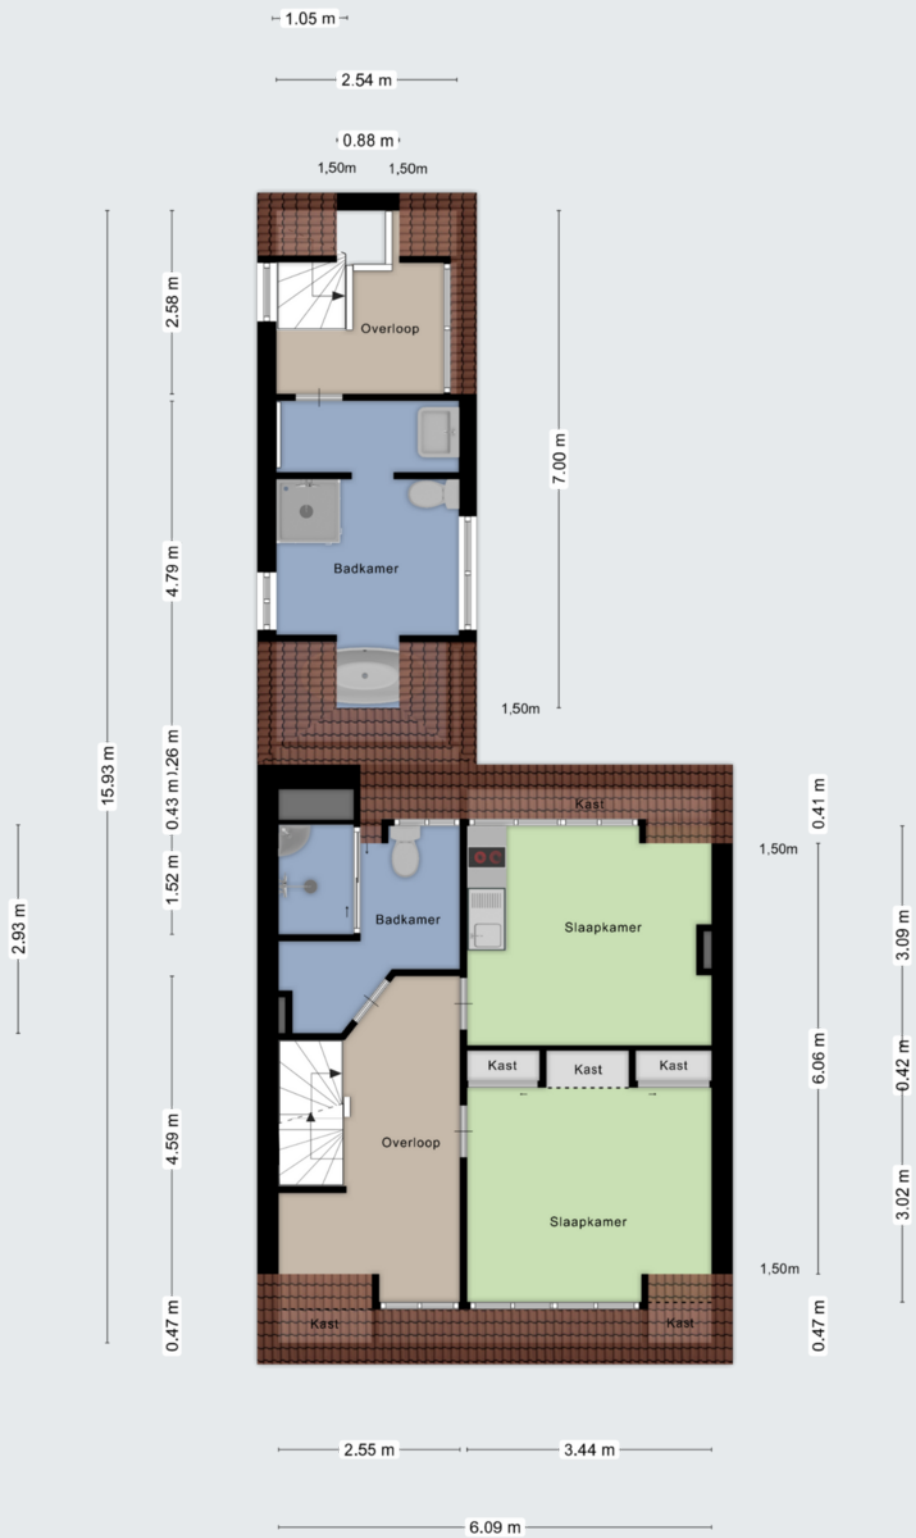 1.05 m
2.54 m
0.88 m
1,50m 1,50m
2.58 m
Overloop
7.00 m
4.79 m
Badkamer
1,50m
15.93 m
0.43 m
Kast
0.41 m
1,50m
1.52 m
2.93 m
Badkamer
Slaapkamer
3.09 m
Kast
Kast
Kast
6.06 m
0.42 m
4.59 m
Overloop
3.02 m
Slaapkamer
1,50m
0.47 m
Kast
Kast
0.47 m
2.55 m
3.44 m
6.09 m